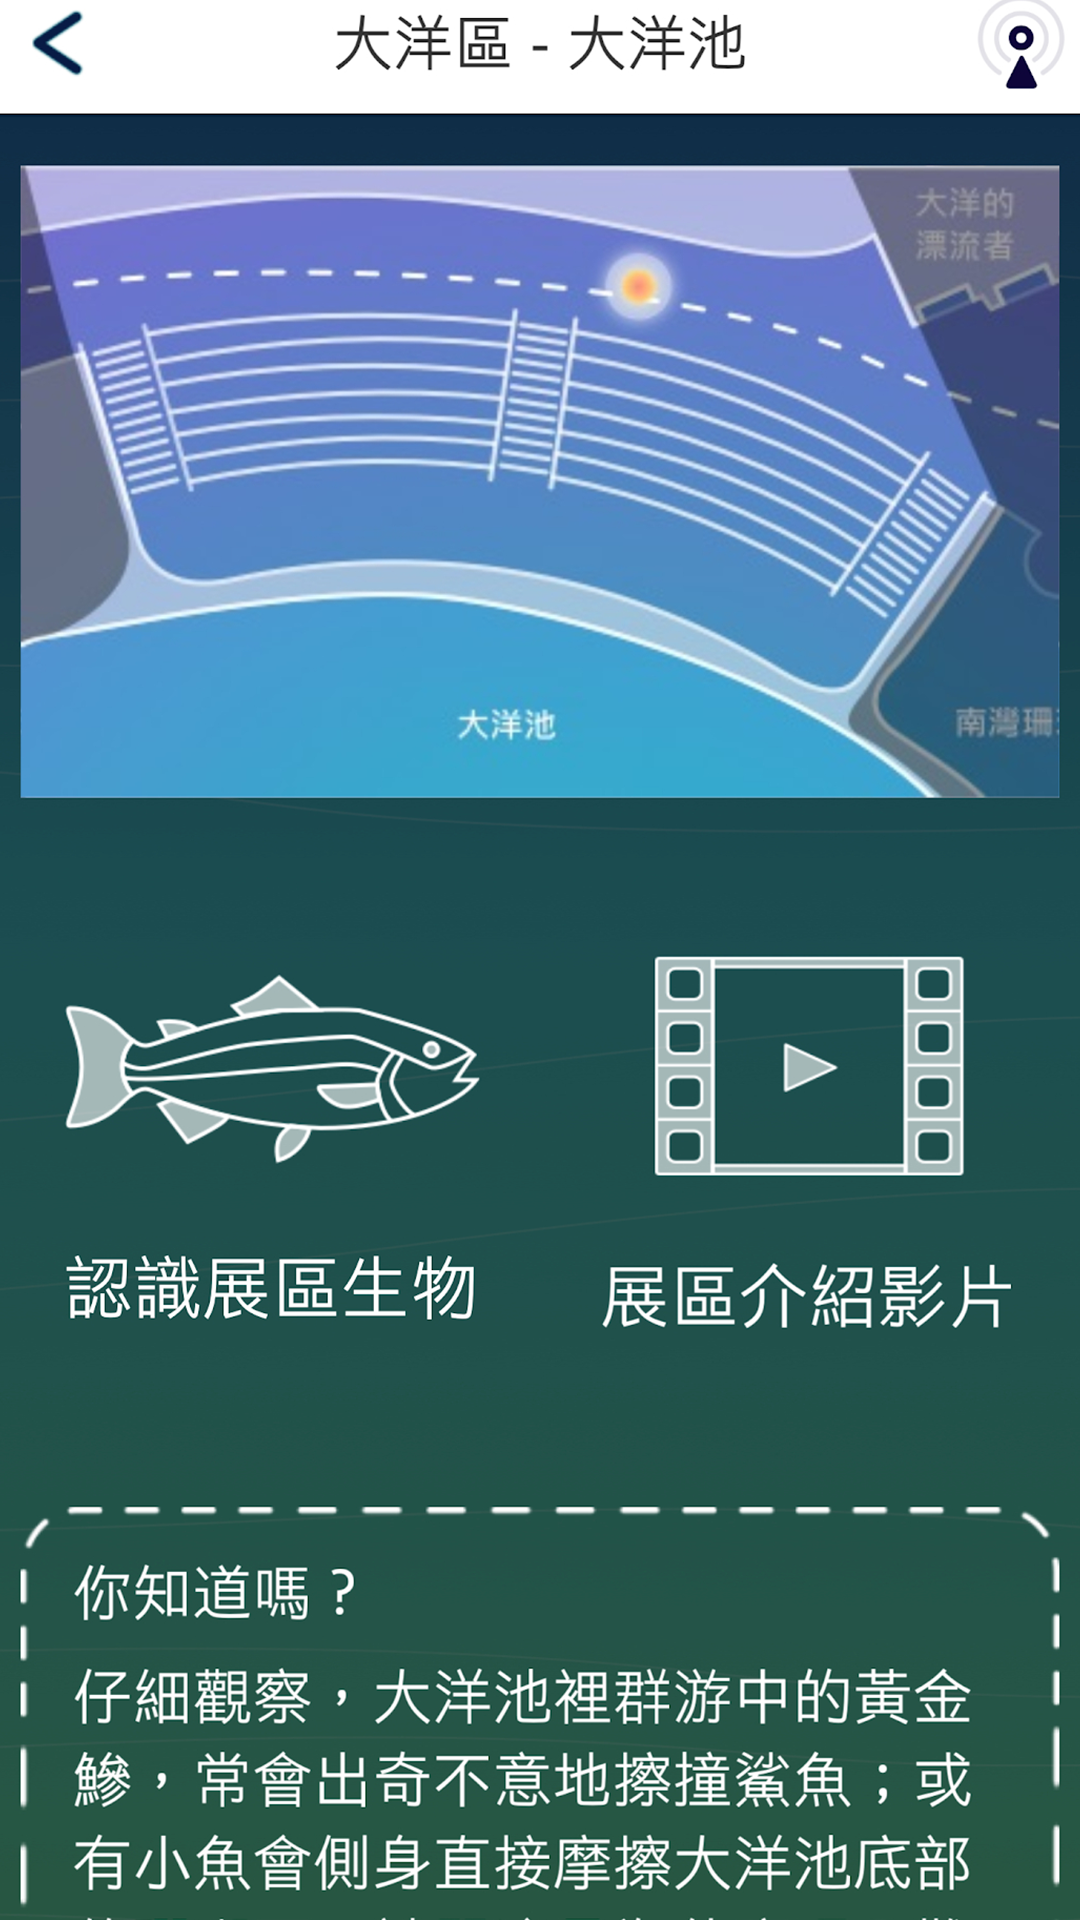 大洋區 - 大洋池
大洋的
漂流者
大洋池
南灣珊
認識展區生物
展區介紹影片
你知道嗎？
仔細觀察，大洋池裡群游中的黃金
鰺，常會出奇不意地擦撞鯊魚；或
有小魚會側身直接摩擦大洋池底部